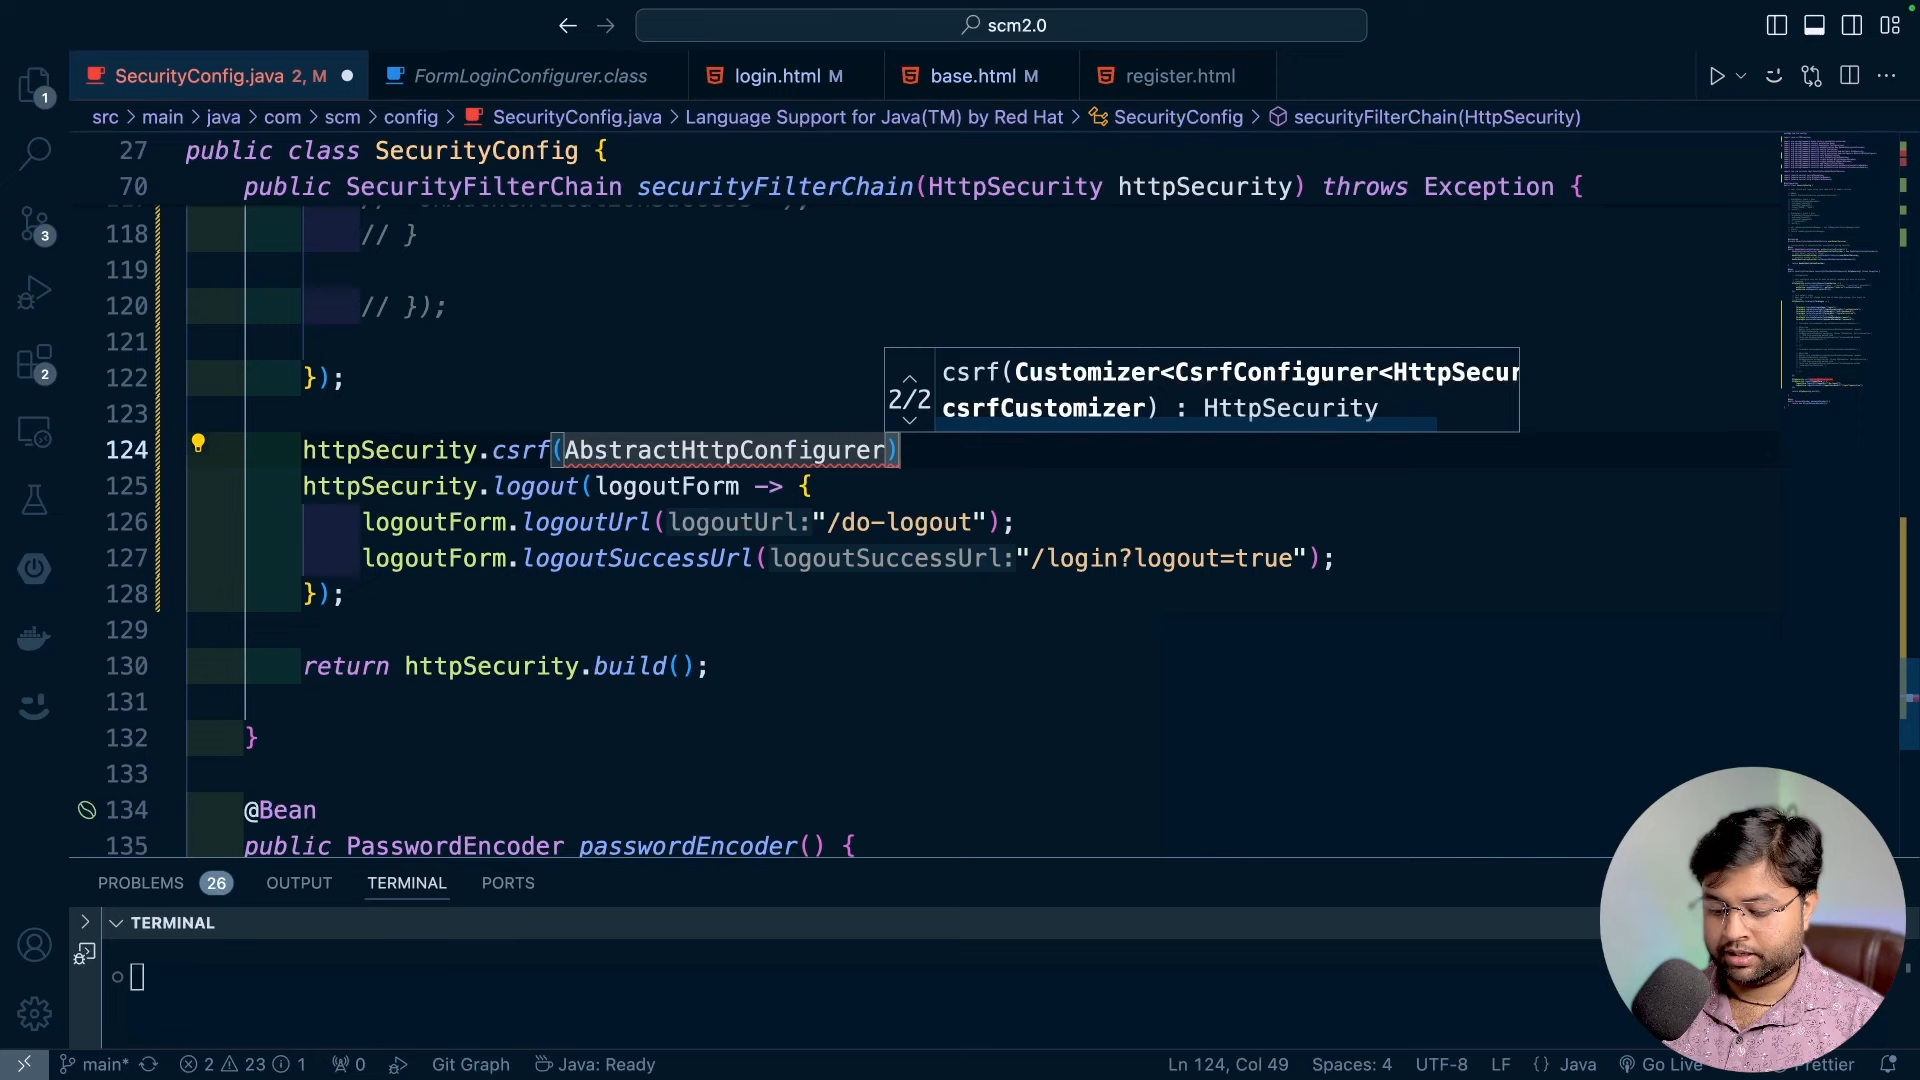 scm2.0
SecurityConfig.java 2, M
FormLoginConfigurer.class
login.html M
base.html M
register.html
src > main > java > com > scm > config > SecurityConfig.java > Language Support for Java(TM) by Red Hat > SecurityConfig > securityFilterChain(HttpSecurity)
27 public class SecurityConfig {
70 public SecurityFilterChain securityFilterChain(HttpSecurity httpSecurity) throws Exception {
118 // }
119
120 // });
121
122 });
123
csrf(Customizer<CsrfConfigurer<HttpSecur
2/2
csrfCustomizer) : HttpSecurity
124 httpSecurity.csrf(AbstractHttpConfigurer)
125 httpSecurity.logout(logoutForm -> {
126 logoutForm.logoutUrl(logoutUrl:"/do-logout");
127 logoutForm.logoutSuccessUrl(logoutSuccessUrl:"/login?logout=true");
128 });
129
130 return httpSecurity.build();
131
132 }
133
134 @Bean
135 public PasswordEncoder passwordEncoder() {
1
3
2
PROBLEMS 26 OUTPUT TERMINAL PORTS
TERMINAL
main* 2 23 1 0 Git Graph Java: Ready Ln 124, Col 49 Spaces: 4 UTF-8 LF {} Java Go Live Prettier